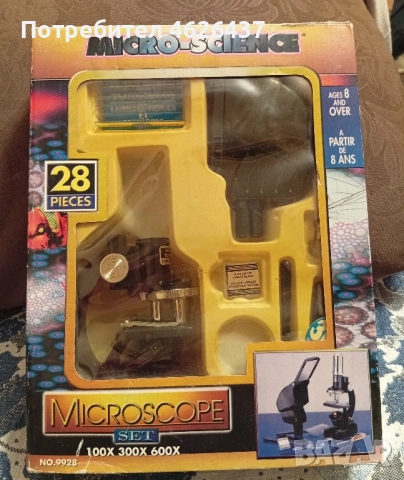 Потребител 4626437
MICRO-SCIENCE
AGES 8
AND
OVER
A
PARTIR
DE
8 ANS
28
PIECES
MICROSCOPE
SET
100X 300X 600X
NO.9928
BAZAR